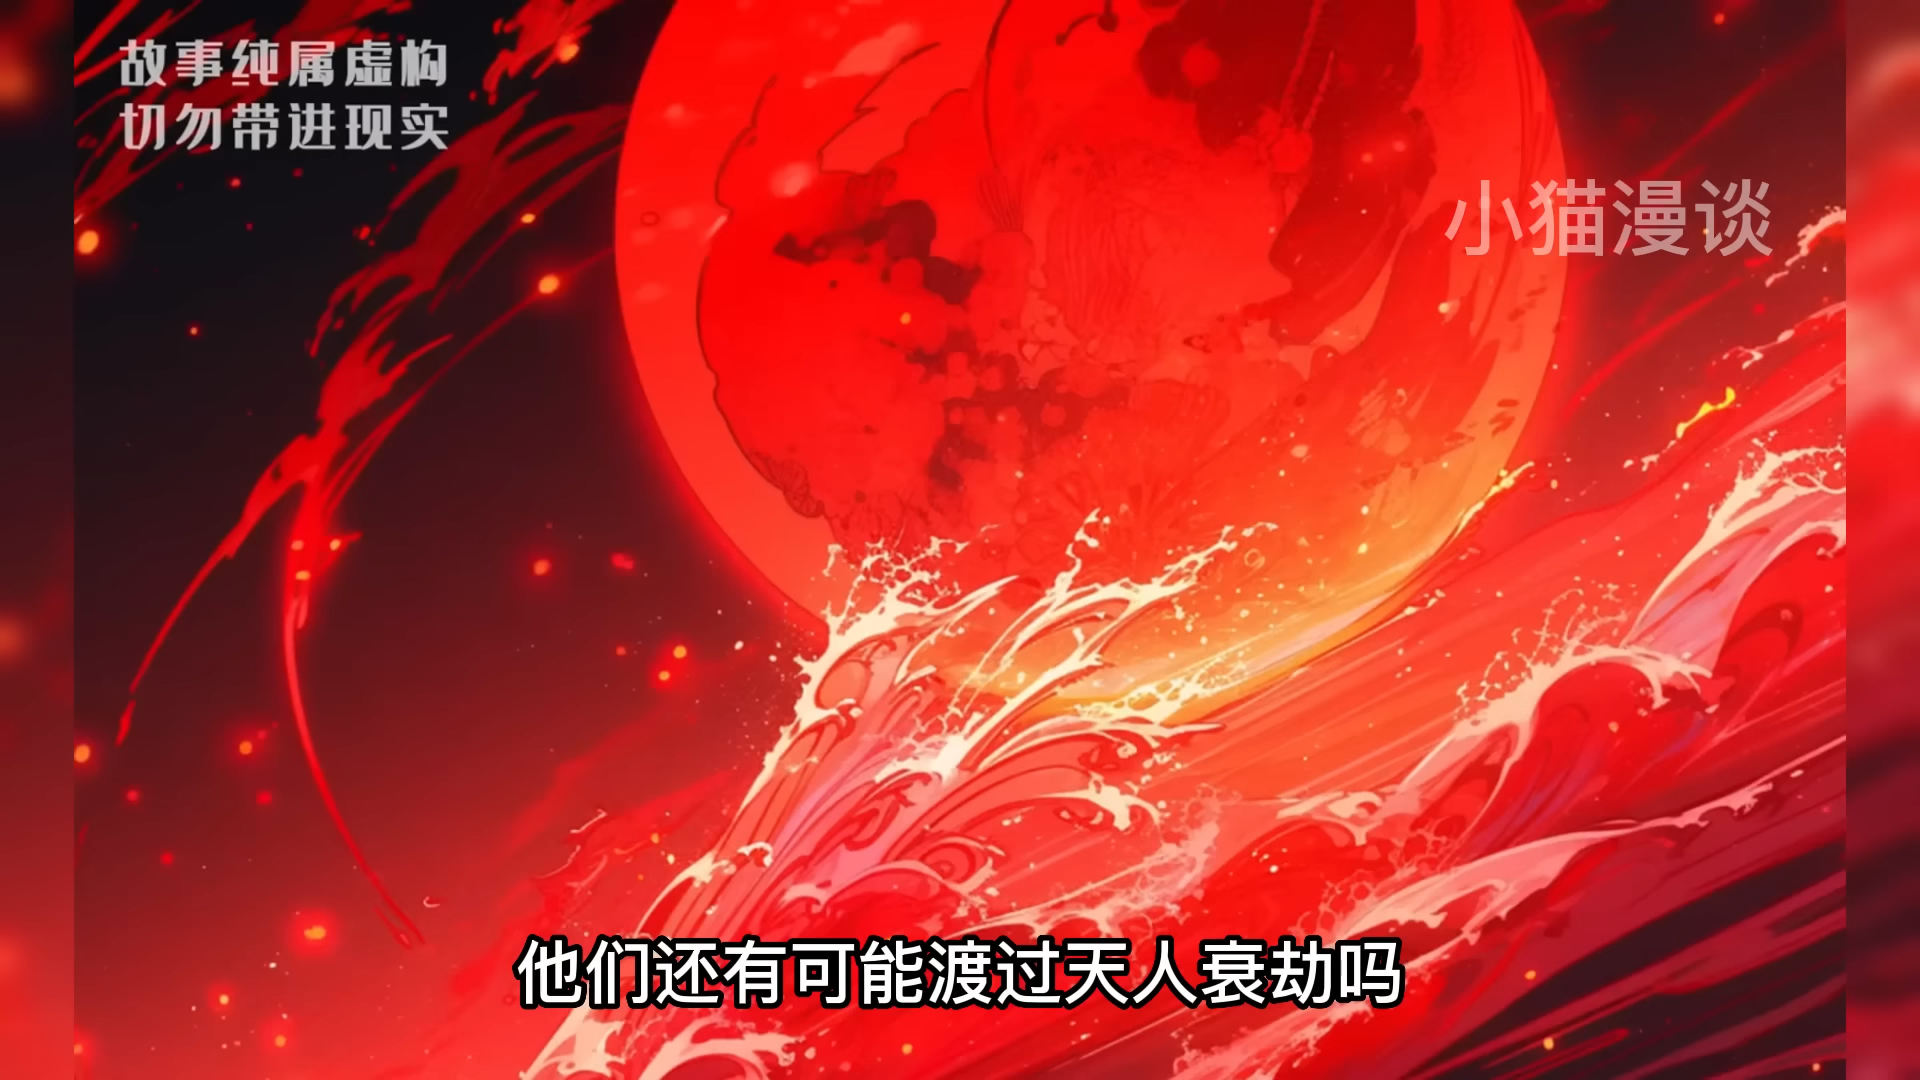 故事纯属虚构
切勿带进现实
小猫漫谈
他们还有可能渡过天人衰劫吗